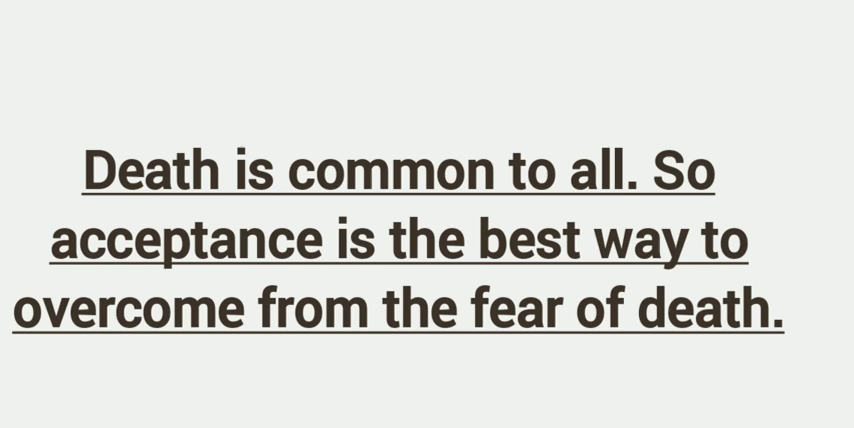 Death is common to all. So
acceptance is the best way to
overcome from the fear of death.